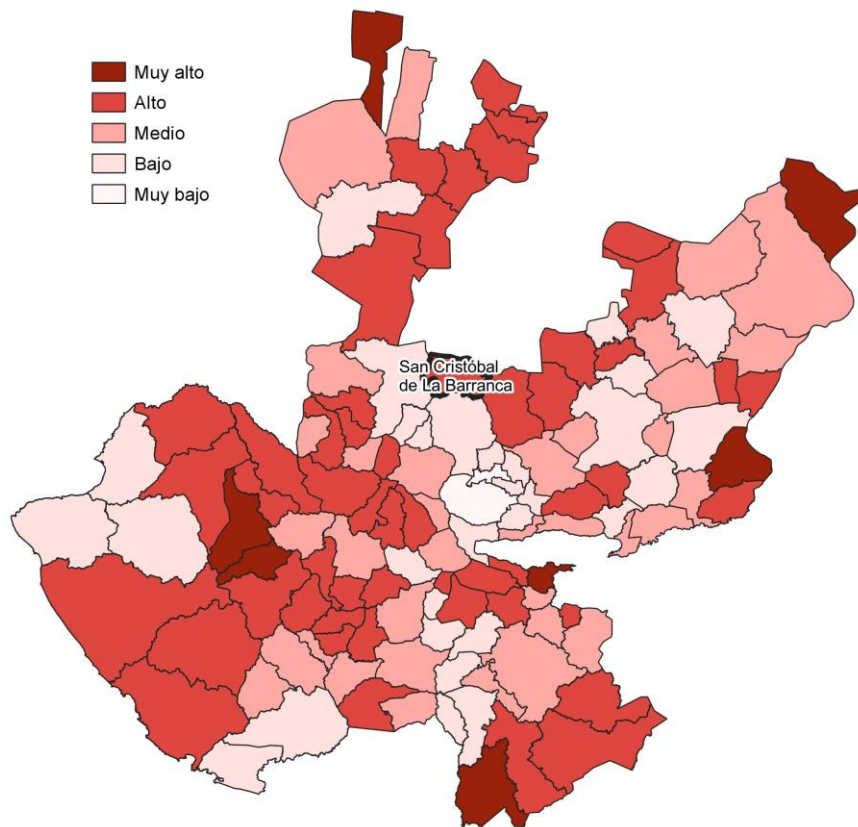 Muy alto
Alto
Medio
Bajo
Muy bajo
San Cristóbal
de La Barranca